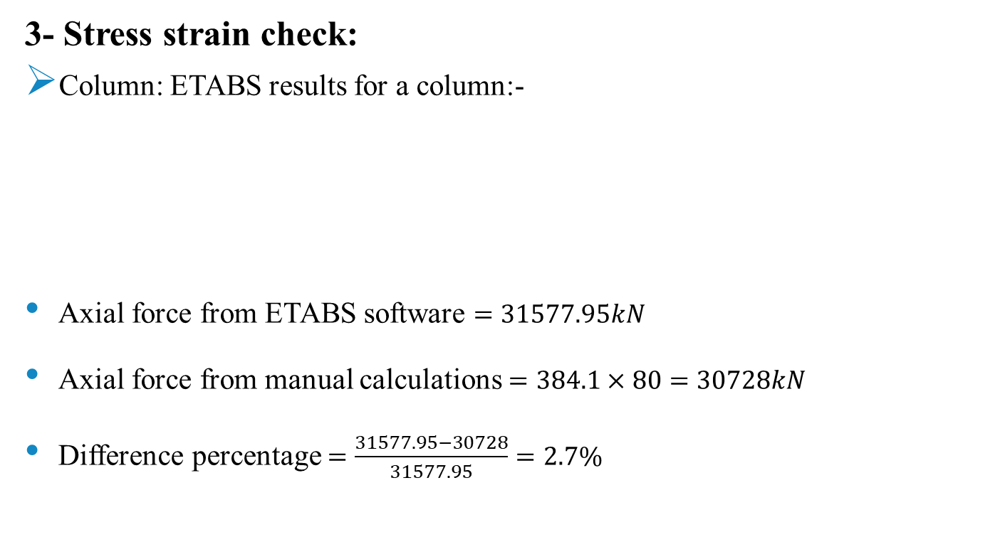 3- Stress strain check:
Column: ETABS results for a column:-
• Axial force from ETABS software = 31577.95kN
• Axial force from manual calculations = 384.1 × 80 = 30728kN
• Difference percentage = \frac{31577.95−30728}{31577.95} = 2.7%